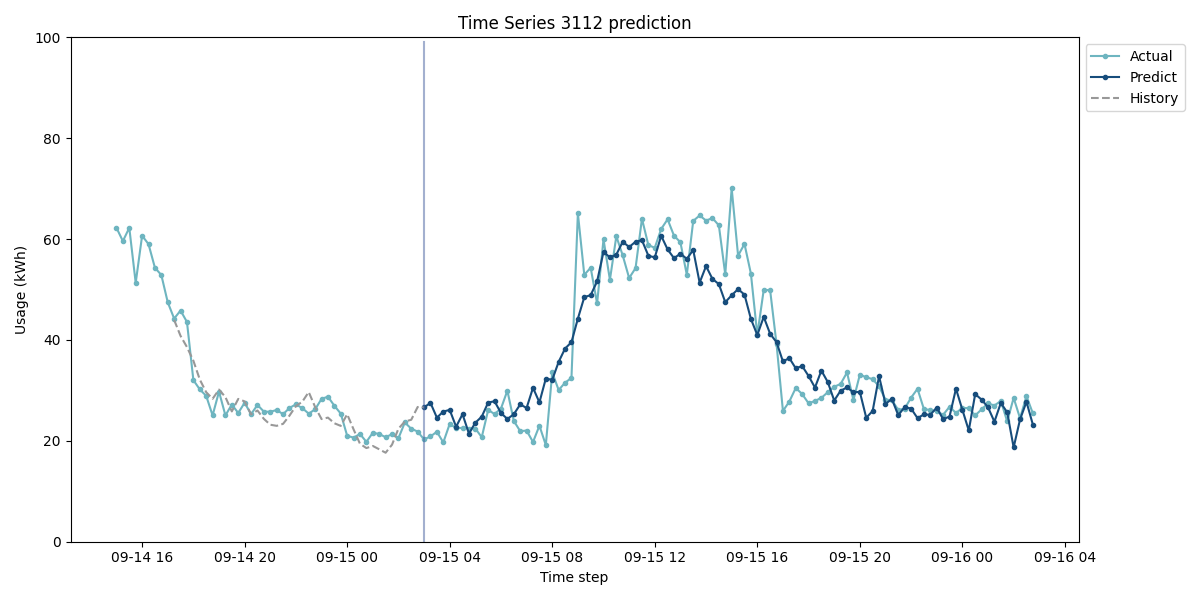 Time Series 3112 prediction
100
80
60
40
20
0
Usage (kWh)
09-14 16
09-14 20
09-15 00
09-15 04
09-15 08
09-15 12
09-15 16
09-15 20
09-16 00
09-16 04
Time step
Actual
Predict
History